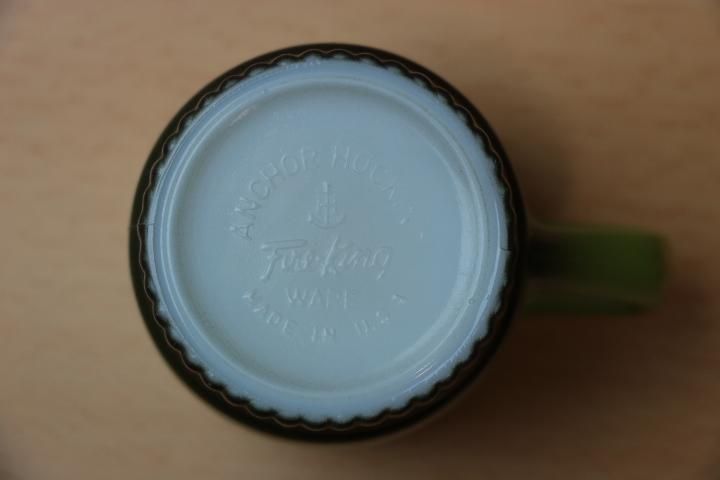 ANCHOR HOCKING
Fire-King
WARE
MADE IN U.S.A